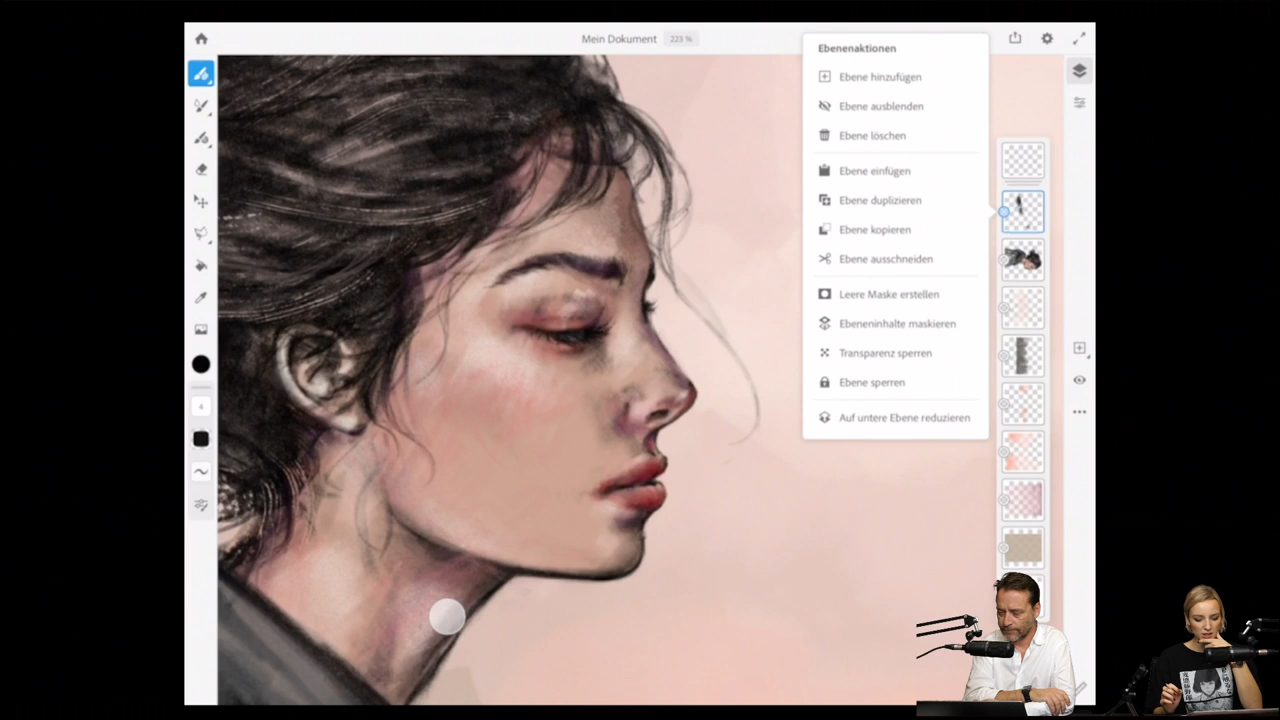 Mein Dokument 223 %
Ebenenaktionen
Ebene hinzufügen
Ebene ausblenden
Ebene löschen
Ebene einfügen
Ebene duplizieren
Ebene kopieren
Ebene ausschneiden
Leere Maske erstellen
Ebeneninhalte maskieren
Transparenz sperren
Ebene sperren
Auf untere Ebene reduzieren
4